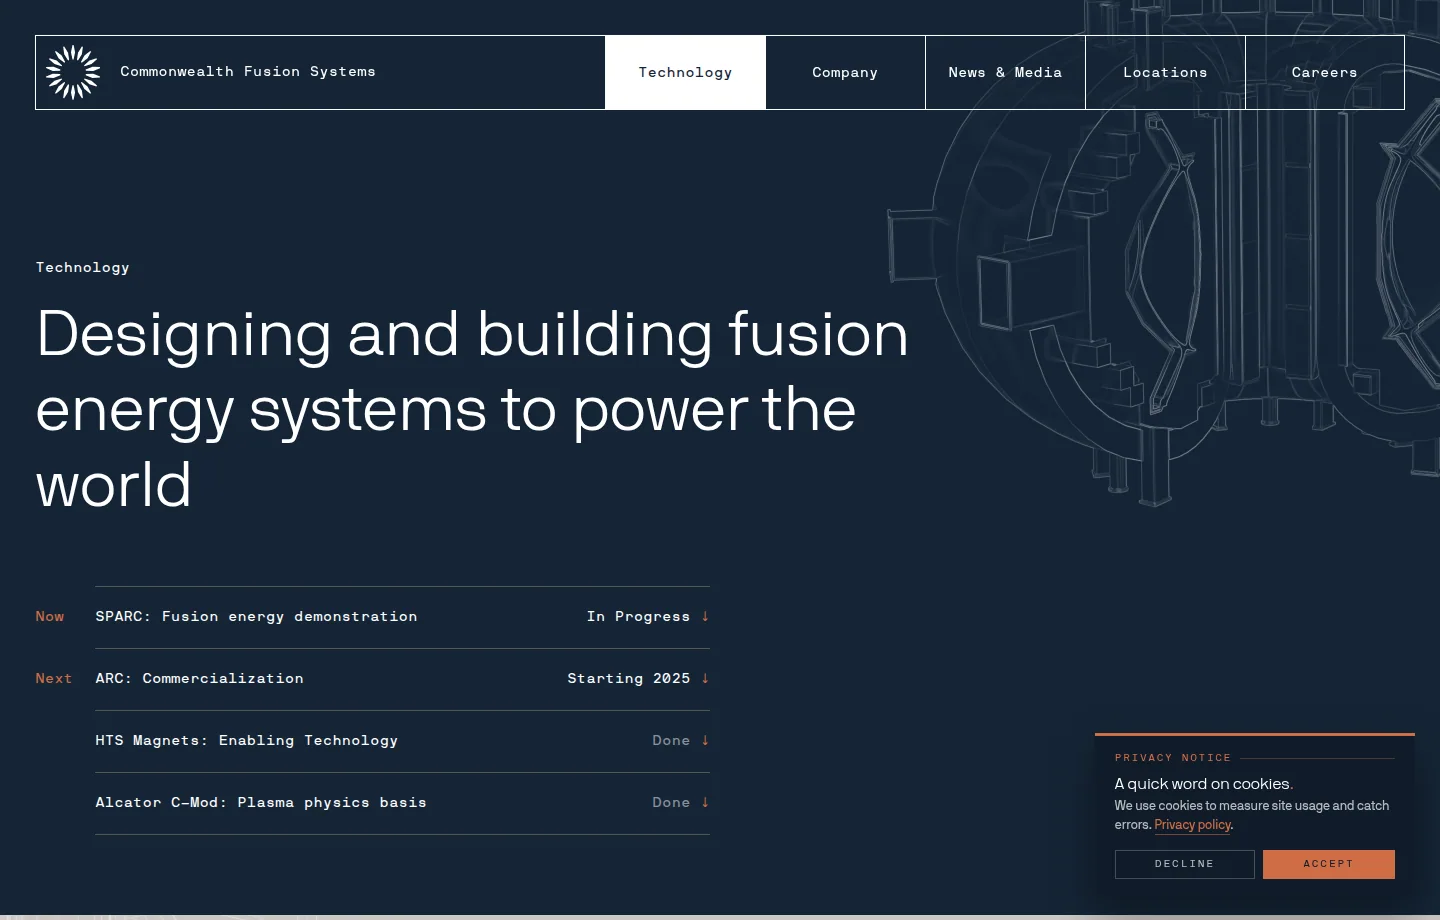 Commonwealth Fusion Systems
Technology
Company
News & Media
Locations
Careers
Technology
Designing and building fusion
energy systems to power the
world
Now SPARC: Fusion energy demonstration In Progress ↓
Next ARC: Commercialization Starting 2025 ↓
HTS Magnets: Enabling Technology Done ↓
Alcator C-Mod: Plasma physics basis Done ↓
PRIVACY NOTICE
A quick word on cookies.
We use cookies to measure site usage and catch
errors. Privacy policy.
DECLINE
ACCEPT